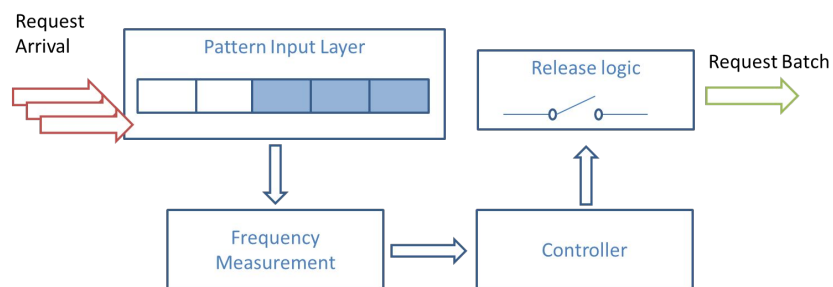 Request
Arrival
Pattern Input Layer
Release logic
Request Batch
Frequency
Measurement
Controller